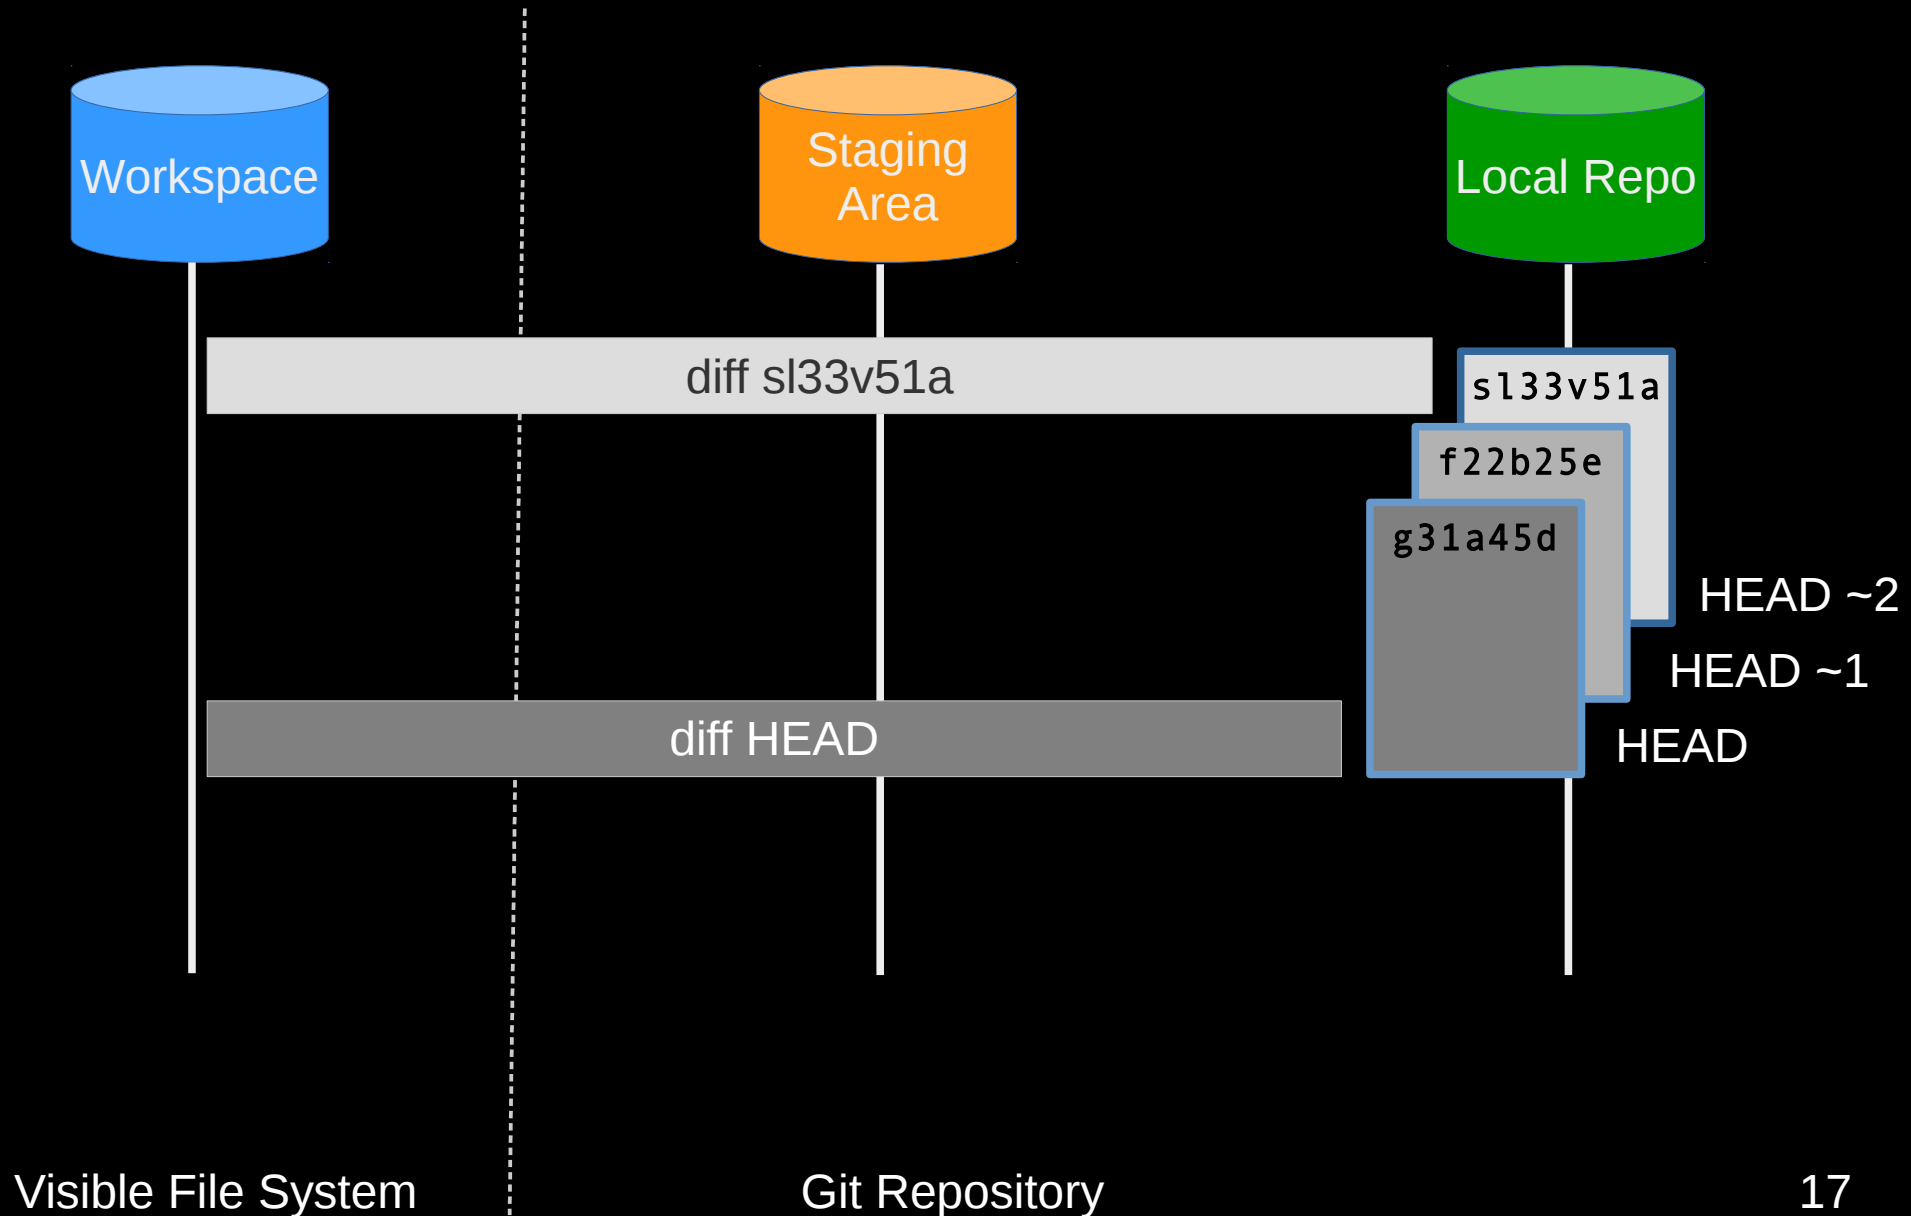 Workspace
Staging
Area
Local Repo
diff sl33v51a
sl33v51a
f22b25e
g31a45d
HEAD ~2
HEAD ~1
diff HEAD
HEAD
Visible File System
Git Repository
17